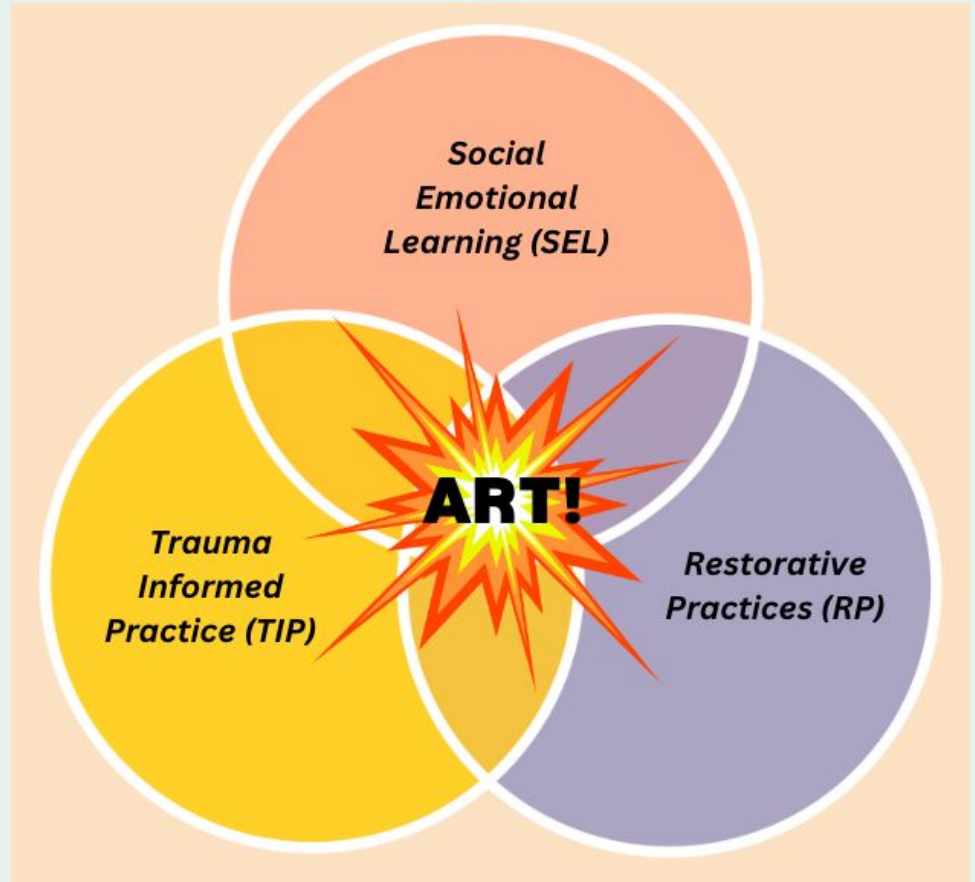 Social
Emotional
Learning (SEL)
ART!
Trauma
Informed
Practice (TIP)
Restorative
Practices (RP)